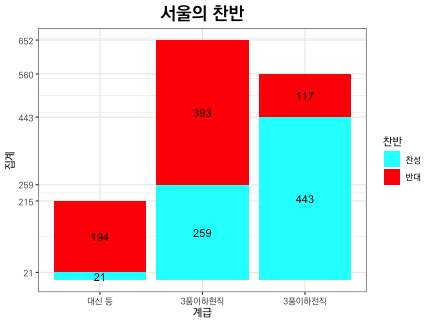 서울의 찬반
집계
652
560
443
259
215
21
393
117
194
259
443
21
대신 등
3품이하현직
3품이하전직
계급
찬반
찬성
반대